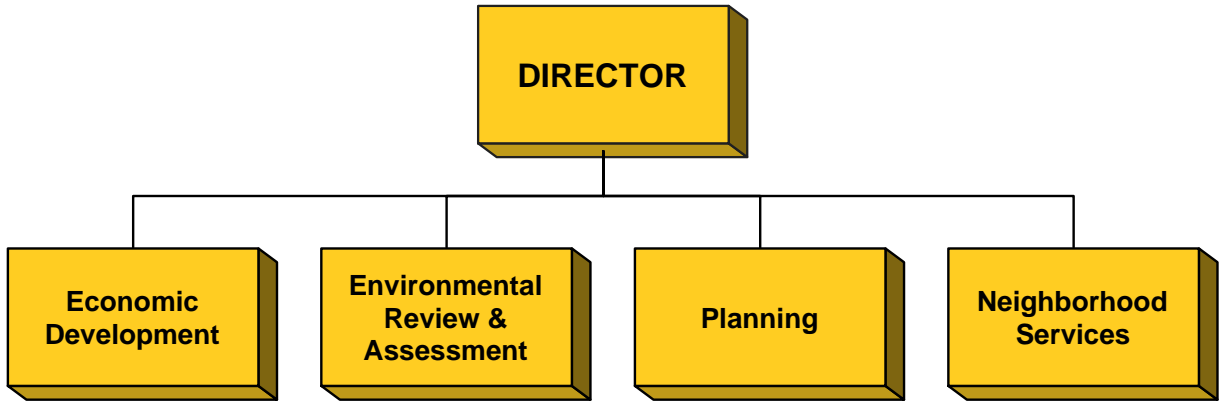 DIRECTOR
Economic
Development
Environmental
Review &
Assessment
Planning
Neighborhood
Services